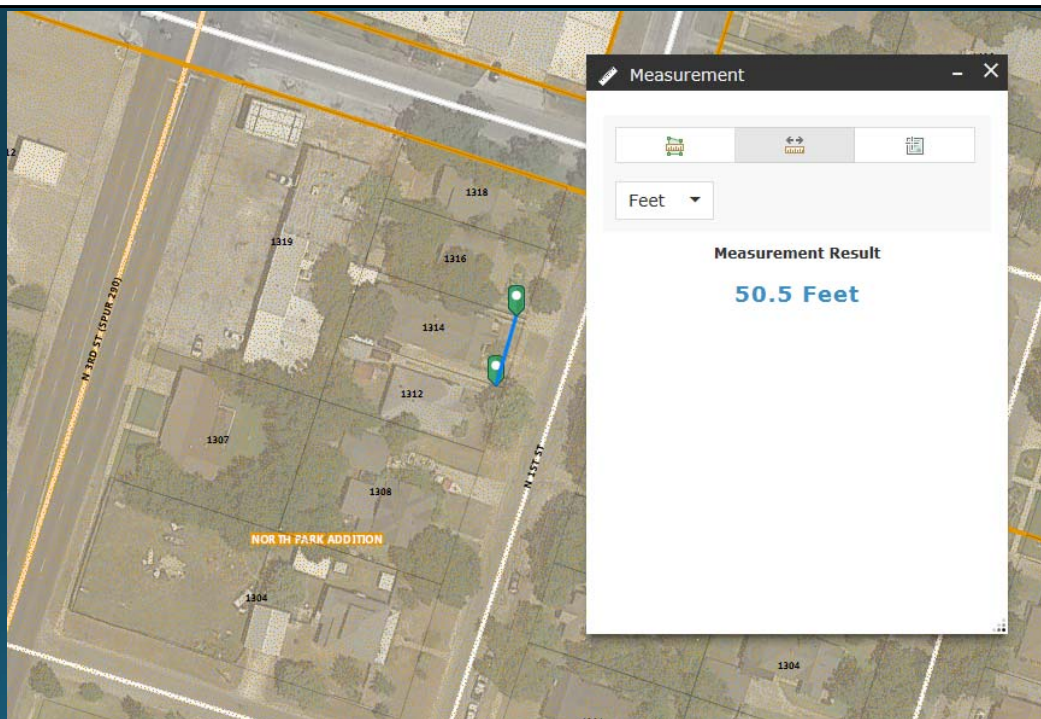 Measurement
Feet
Measurement Result
50.5 Feet
12
1318
1319
1316
1314
1312
1307
1308
N 3RD ST (SPUR 290)
N 1ST ST
NORTH PARK ADDITION
1304
1304